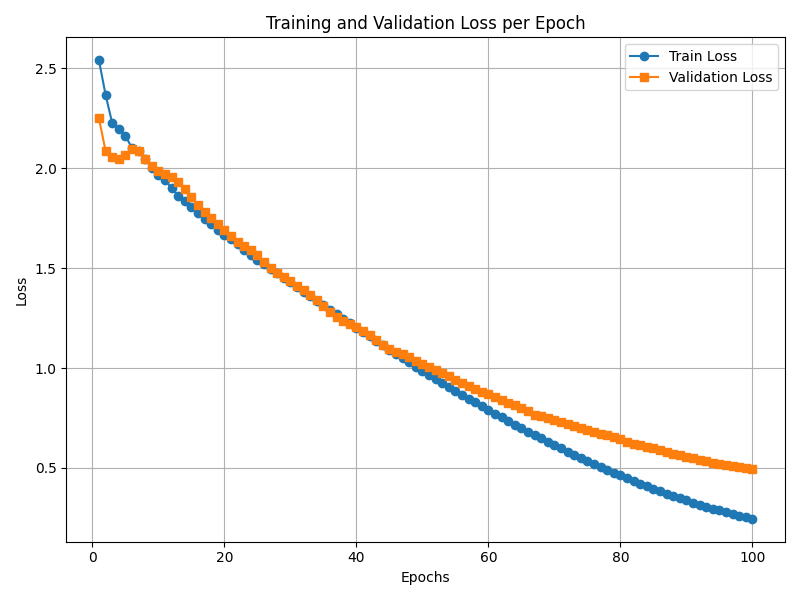 Training and Validation Loss per Epoch
Train Loss
Validation Loss
2.5
2.0
1.5
1.0
0.5
Loss
0 20 40 60 80 100
Epochs